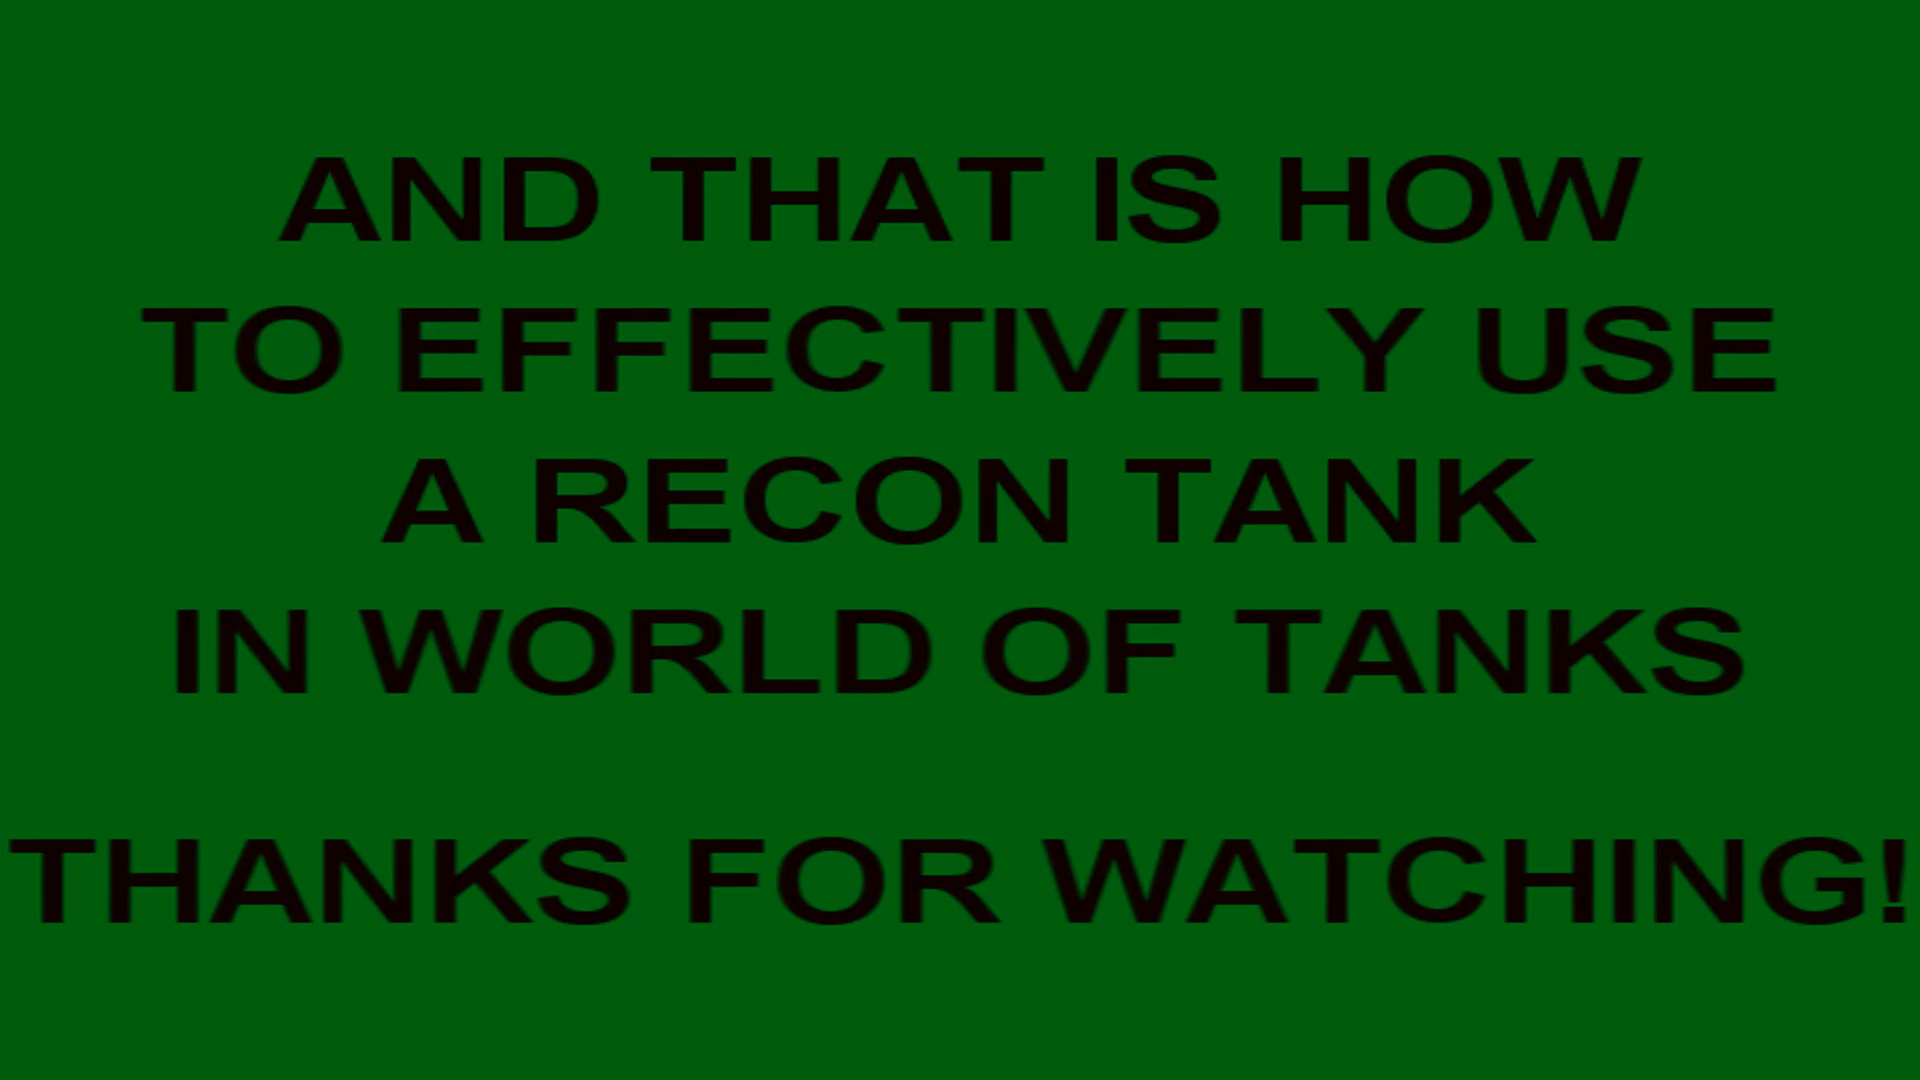 AND THAT IS HOW
TO EFFECTIVELY USE
A RECON TANK
IN WORLD OF TANKS
THANKS FOR WATCHING!